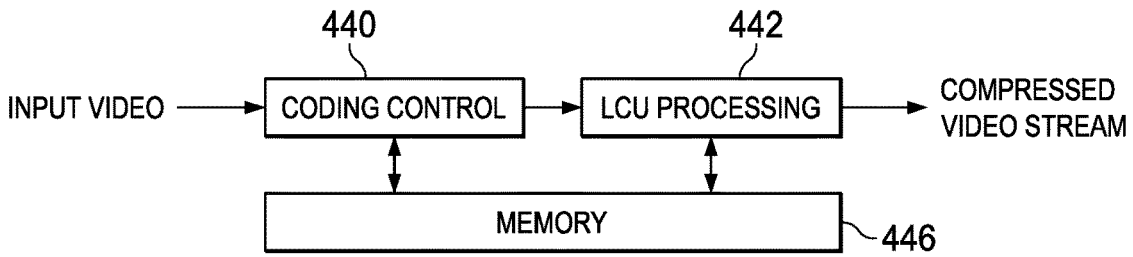 440
442
INPUT VIDEO
CODING CONTROL
LCU PROCESSING
COMPRESSED
VIDEO STREAM
MEMORY
446